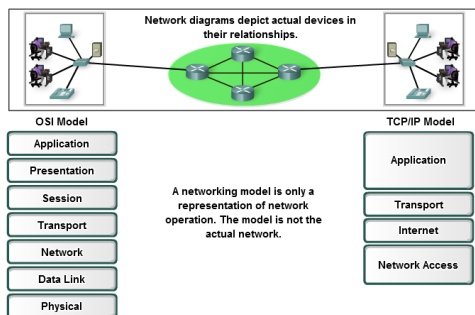 Network diagrams depict actual devices in
their relationships.
OSI Model
Application
Presentation
Session
Transport
Network
Data Link
Physical
A networking model is only a
representation of network
operation. The model is not the
actual network.
TCP/IP Model
Application
Transport
Internet
Network Access